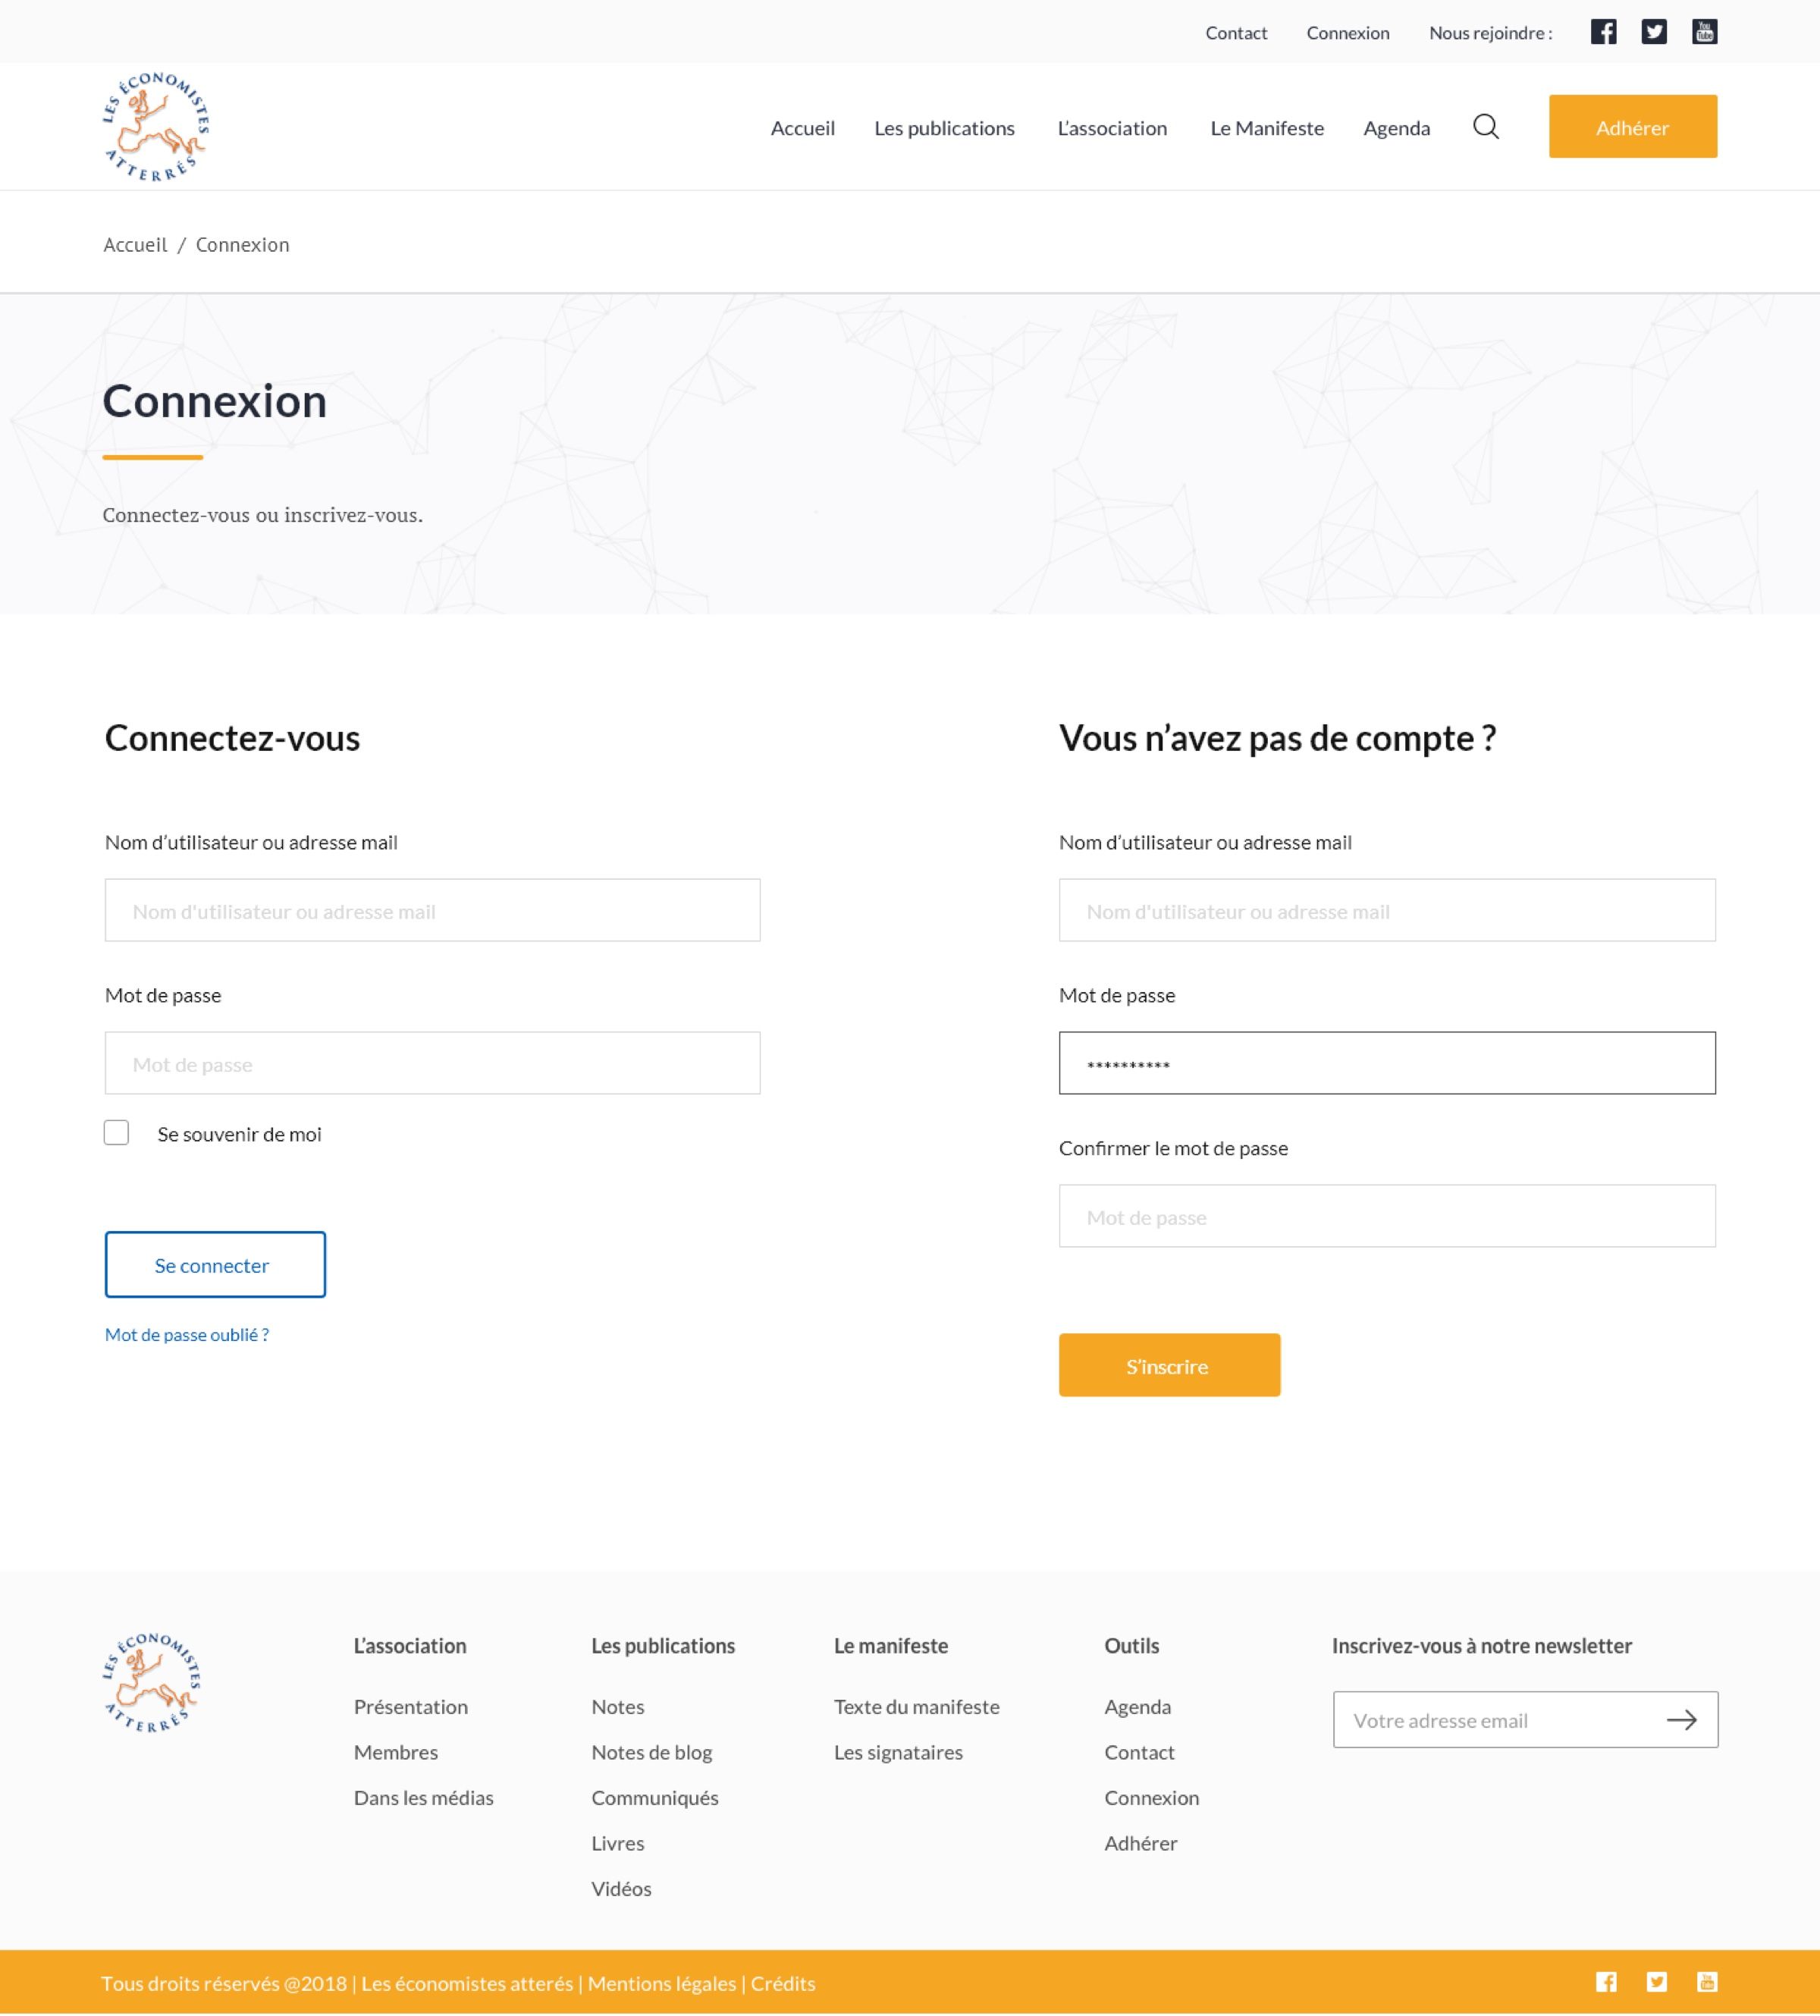 Contact Connexion Nous rejoindre :
LES ÉCONOMISTES ATTERRÉS
Accueil Les publications L’association Le Manifeste Agenda Adhérer
Accueil / Connexion
Connexion
Connectez-vous ou inscrivez-vous.
Connectez-vous
Nom d’utilisateur ou adresse mail
Nom d'utilisateur ou adresse mail
Mot de passe
Mot de passe
Se souvenir de moi
Se connecter
Mot de passe oublié ?
Vous n’avez pas de compte ?
Nom d’utilisateur ou adresse mail
Nom d'utilisateur ou adresse mail
Mot de passe
**********
Confirmer le mot de passe
Mot de passe
S’inscrire
LES ÉCONOMISTES ATTERRÉS
L’association
Présentation
Membres
Dans les médias
Les publications
Notes
Notes de blog
Communiqués
Livres
Vidéos
Le manifeste
Texte du manifeste
Les signataires
Outils
Agenda
Contact
Connexion
Adhérer
Inscrivez-vous à notre newsletter
Votre adresse email
Tous droits réservés @2018 | Les économistes atterés | Mentions légales | Crédits